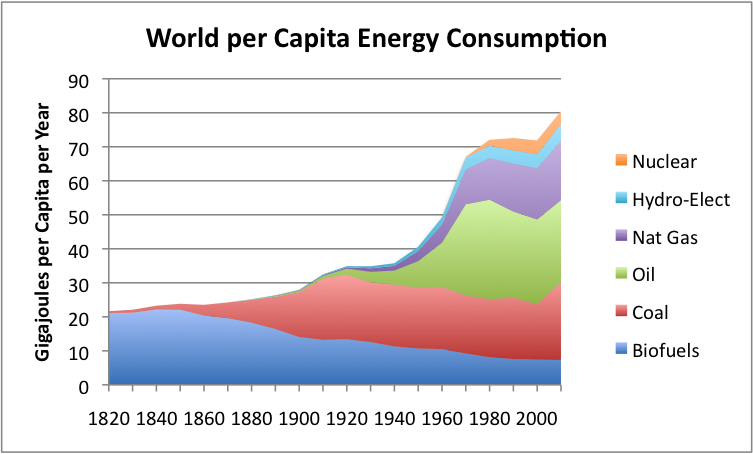 World per Capita Energy Consumption
Gigajoules per Capita per Year
90
80
70
60
50
40
30
20
10
0
1820 1840 1860 1880 1900 1920 1940 1960 1980 2000
Nuclear
Hydro-Elect
Nat Gas
Oil
Coal
Biofuels